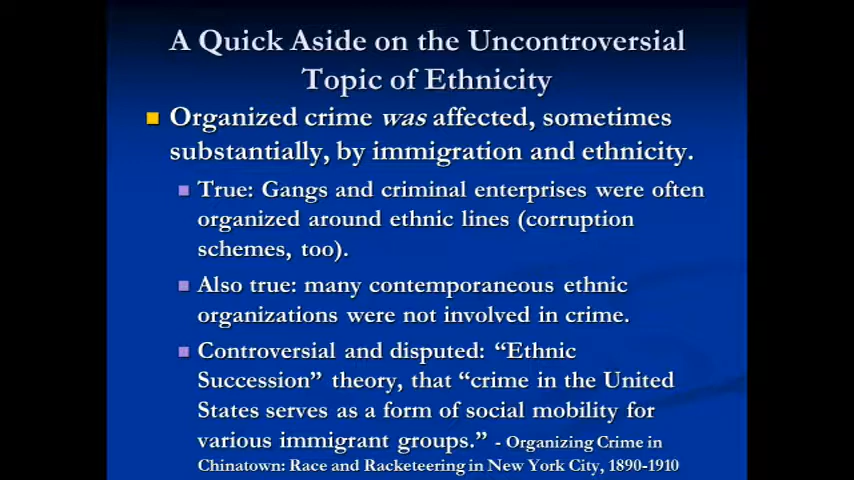 A Quick Aside on the Uncontroversial
Topic of Ethnicity
Organized crime was affected, sometimes
substantially, by immigration and ethnicity.
True: Gangs and criminal enterprises were often
organized around ethnic lines (corruption
schemes, too).
Also true: many contemporaneous ethnic
organizations were not involved in crime.
Controversial and disputed: “Ethnic
Succession” theory, that “crime in the United
States serves as a form of social mobility for
various immigrant groups.” - Organizing Crime in
Chinatown: Race and Racketeering in New York City, 1890-1910